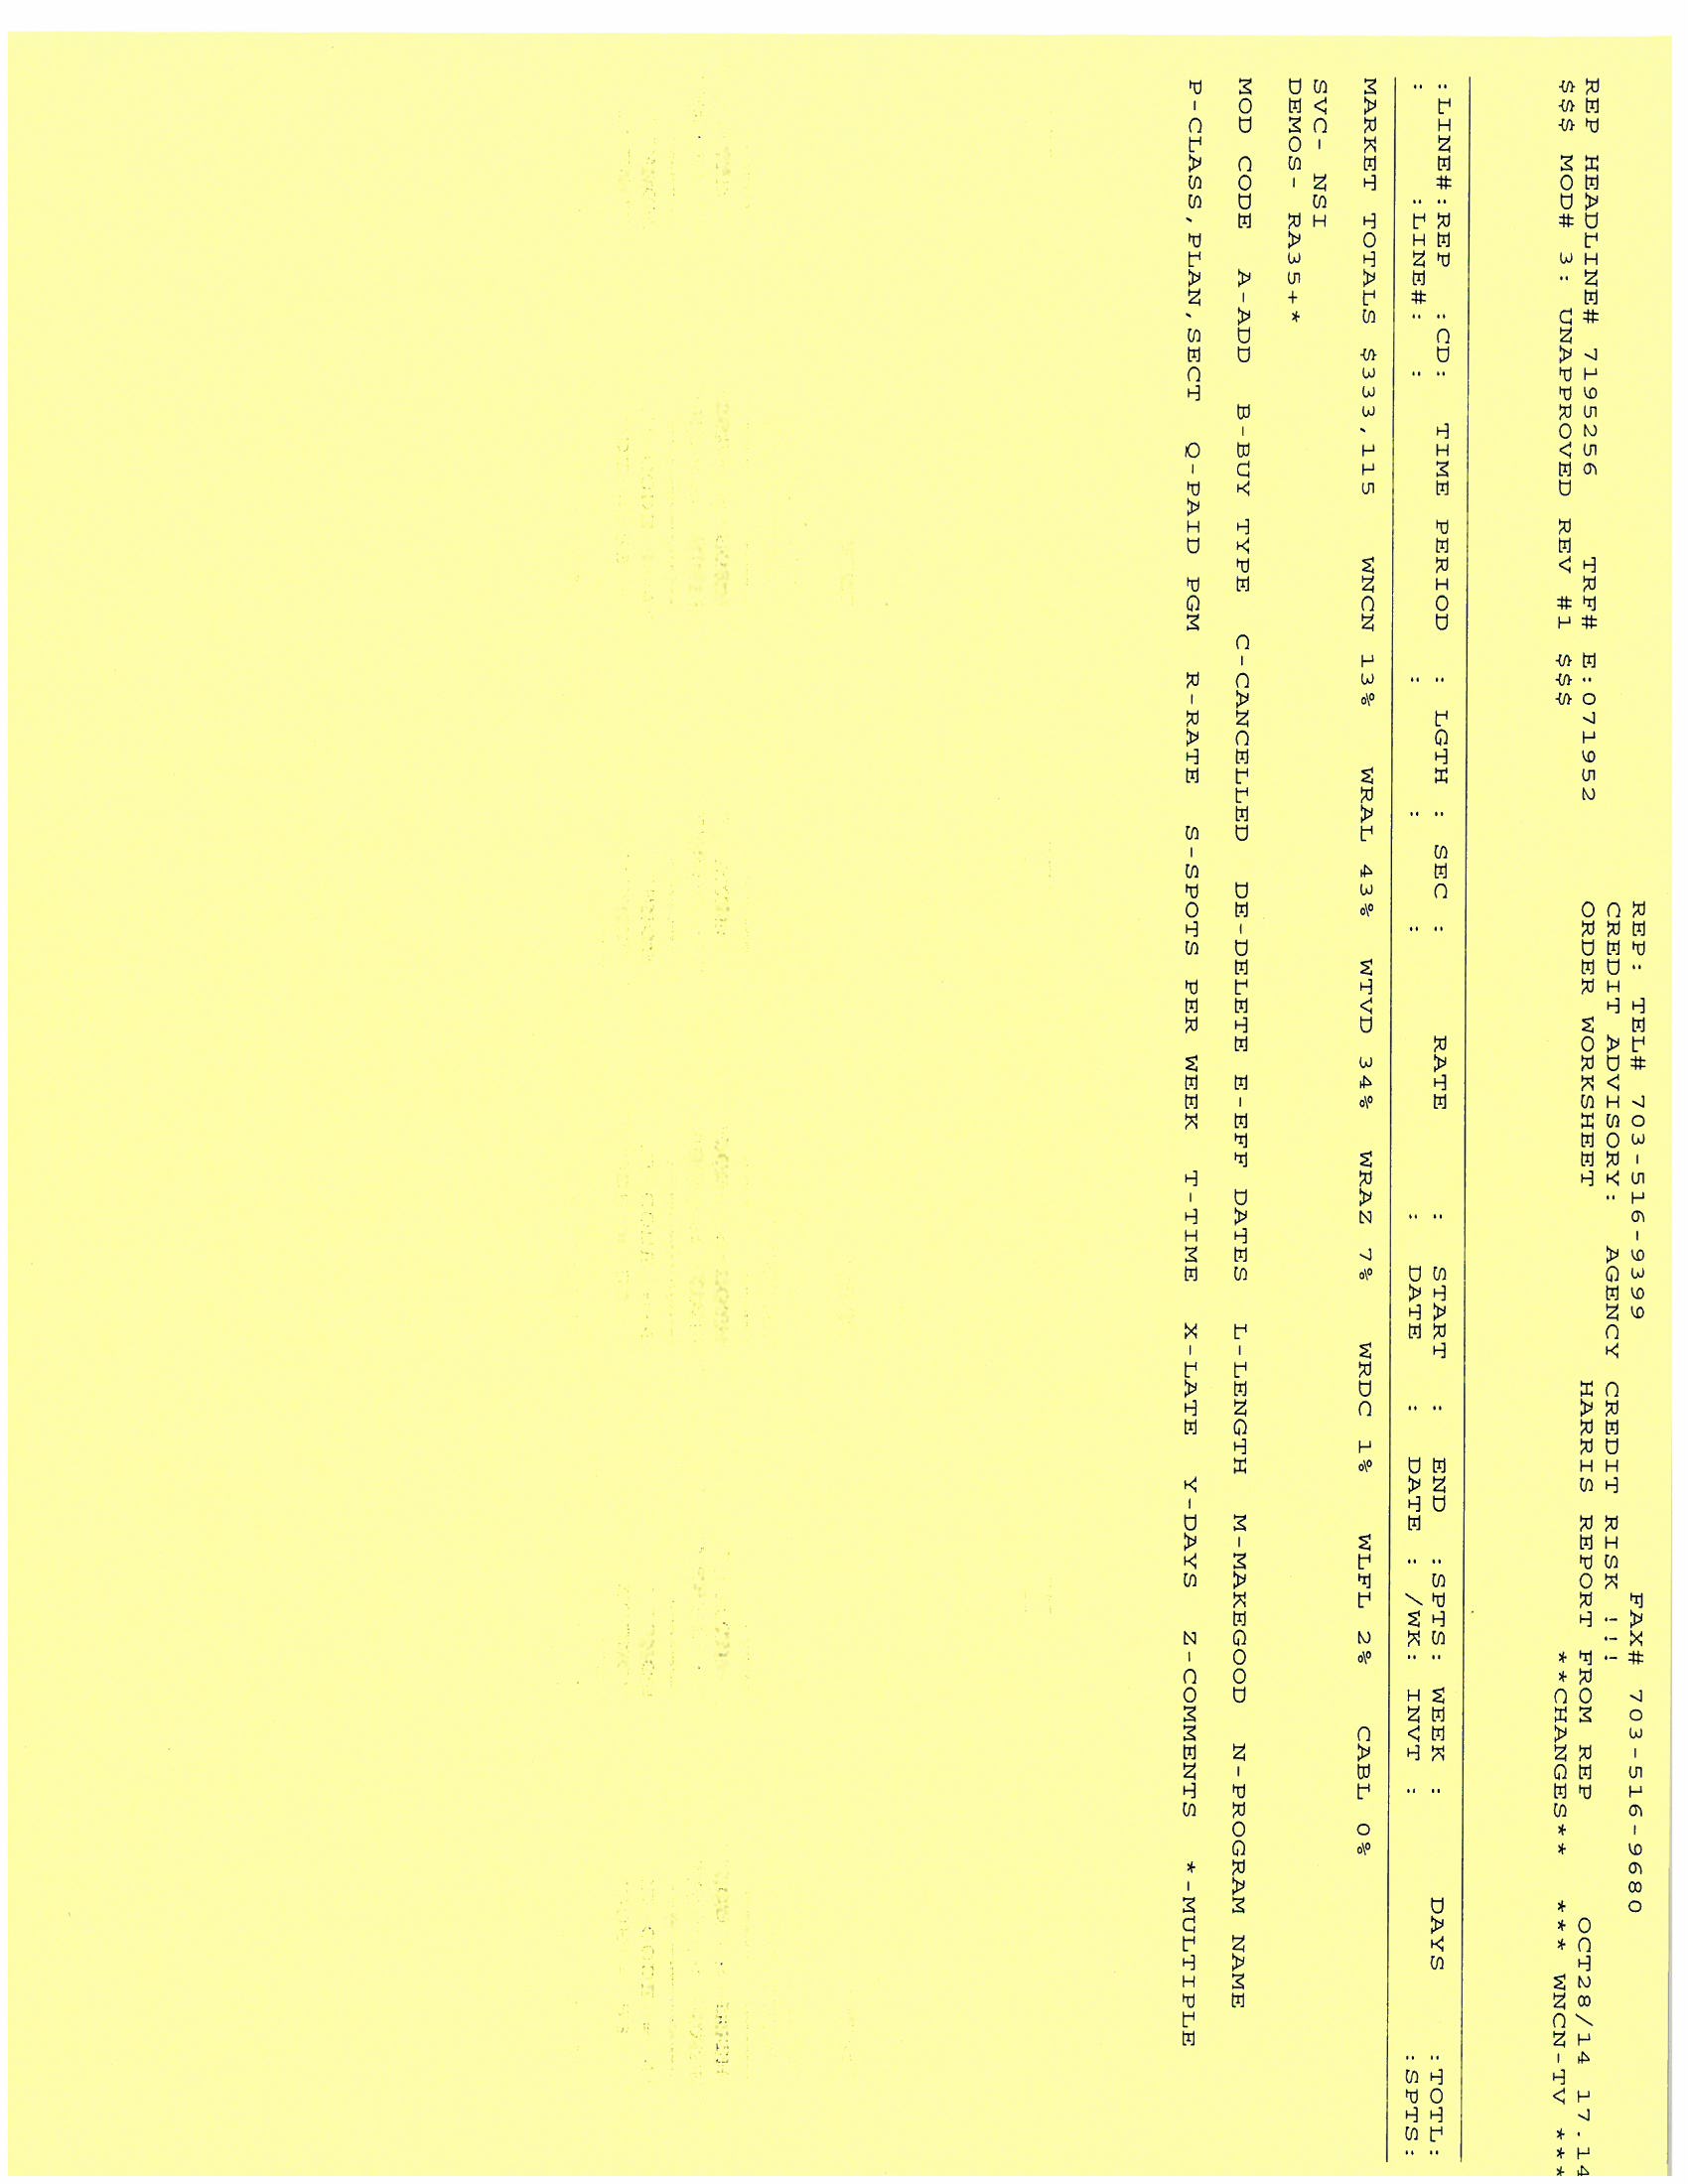 REP: TEL# 703-516-9399 FAX# 703-516-9680
CREDIT ADVISORY: AGENCY CREDIT RISK !!!
REP HEADLINE# 7195256 TRF# E:071952 ORDER WORKSHEET HARRIS REPORT FROM REP OCT28/14 17.14
$$$ MOD# 3: UNAPPROVED REV #1 $$$ **CHANGES** *** WNCN-TV ***
:LINE#:REP :CD: TIME PERIOD : LGTH : SEC : RATE : START : END :SPTS: WEEK : DAYS :TOTL:
: :LINE#: : : : : : DATE : DATE : /WK: INVT : :SPTS:
MARKET TOTALS $333,115 WNCN 13% WRAL 43% WTVD 34% WRAZ 7% WRDC 1% WLFL 2% CABL 0%
SVC- NSI
DEMOS- RA35+*
MOD CODE A-ADD B-BUY TYPE C-CANCELLED DE-DELETE E-EFF DATES L-LENGTH M-MAKEGOOD N-PROGRAM NAME
P-CLASS,PLAN,SECT Q-PAID PGM R-RATE S-SPOTS PER WEEK T-TIME X-LATE Y-DAYS Z-COMMENTS *-MULTIPLE